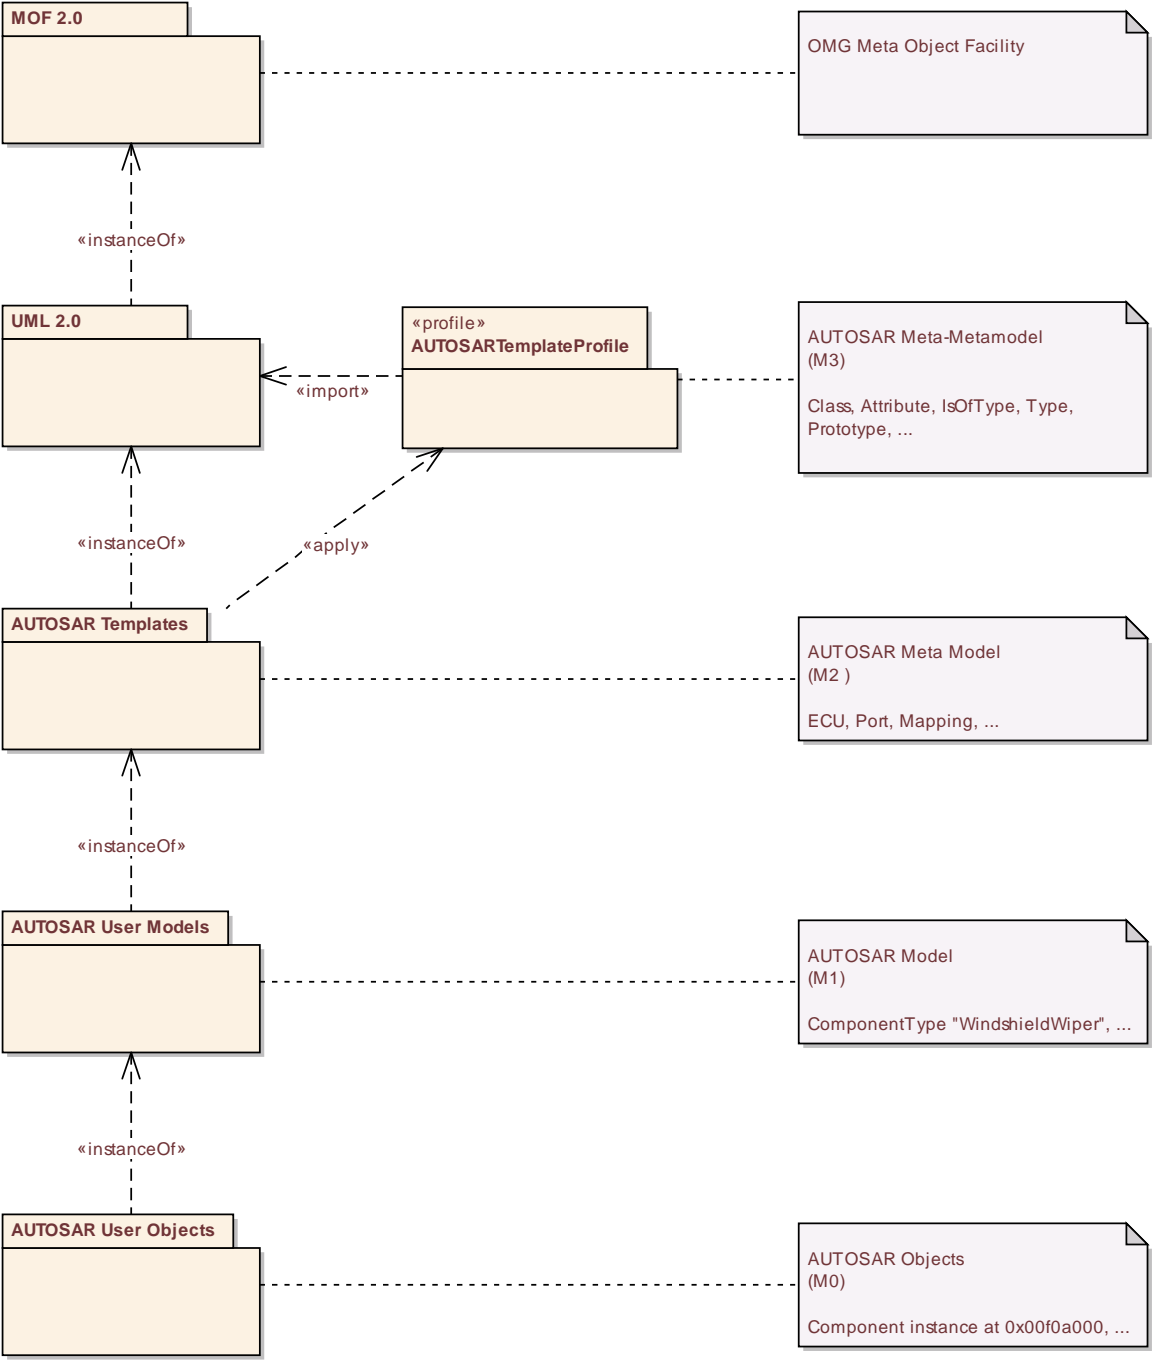 MOF 2.0
OMG Meta Object Facility
«instanceOf»
UML 2.0
«profile»
AUTOSARTemplateProfile
«import»
AUTOSAR Meta-Metamodel
(M3)
Class, Attribute, IsOfType, Type,
Prototype, ...
«instanceOf»
«apply»
AUTOSAR Templates
AUTOSAR Meta Model
(M2 )
ECU, Port, Mapping, ...
«instanceOf»
AUTOSAR User Models
AUTOSAR Model
(M1)
ComponentType "WindshieldWiper", ...
«instanceOf»
AUTOSAR User Objects
AUTOSAR Objects
(M0)
Component instance at 0x00f0a000, ...